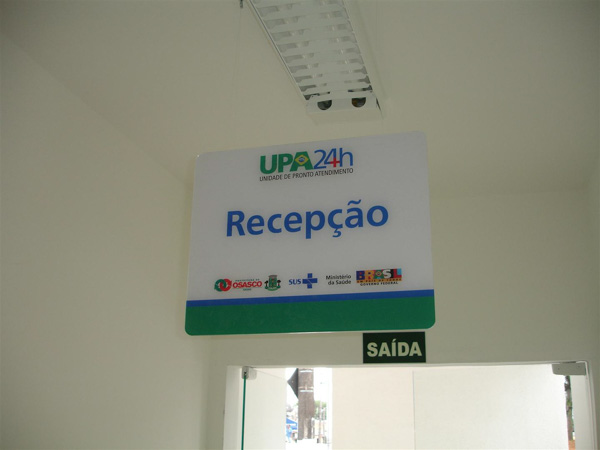 UPA24h
UNIDADE DE PRONTO ATENDIMENTO
Recepção
OSASCO
SUS
Ministério da Saúde
BRASIL
GOVERNO FEDERAL
SAÍDA